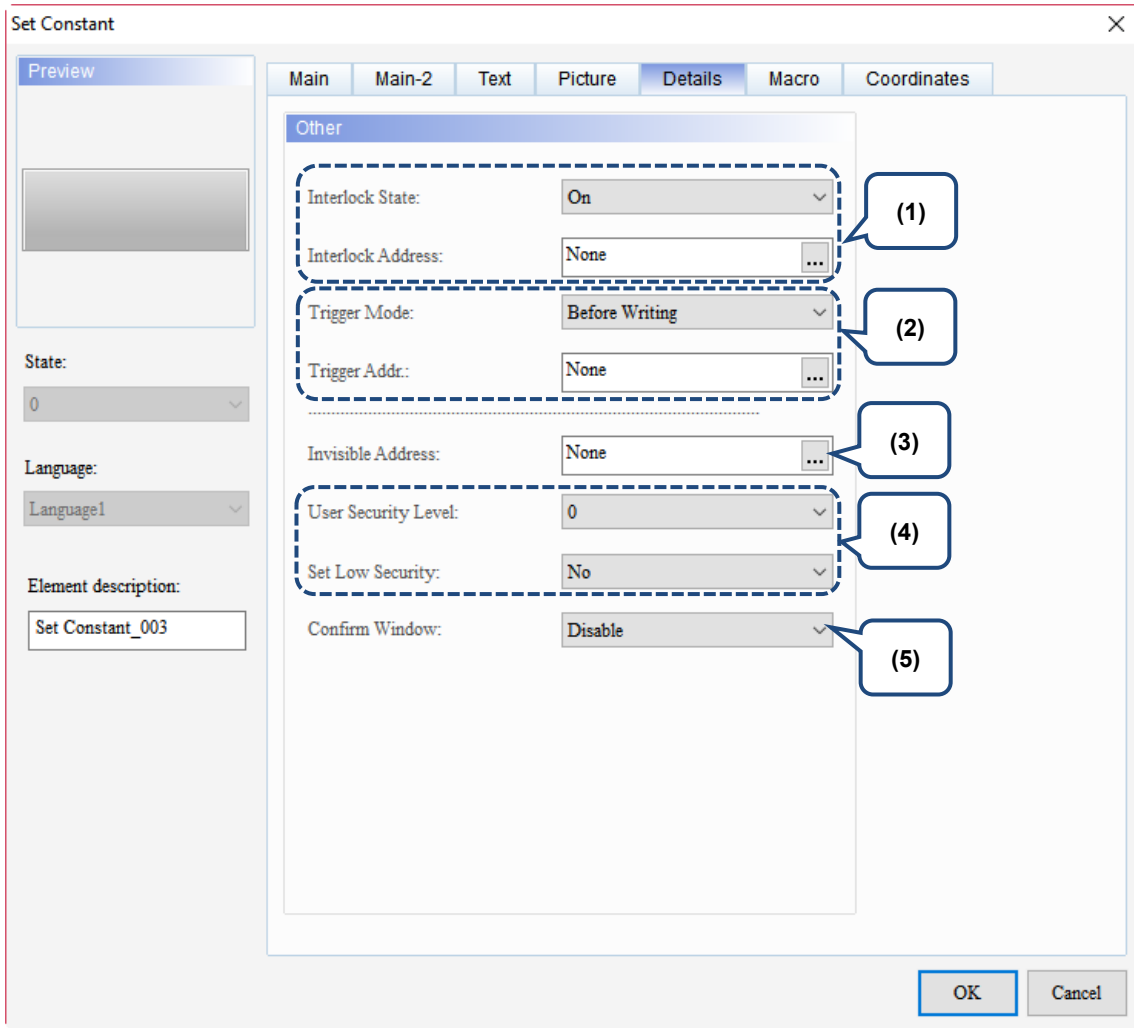 Set Constant
Preview
State:
0
Language:
Language1
Element description:
Set Constant_003
Main Main-2 Text Picture Details Macro Coordinates
Other
Interlock State: On
(1)
Interlock Address: None ...
Trigger Mode: Before Writing
(2)
Trigger Addr.: None ...
Invisible Address: None ...
(3)
User Security Level: 0
(4)
Set Low Security: No
Confirm Window: Disable
(5)
OK Cancel